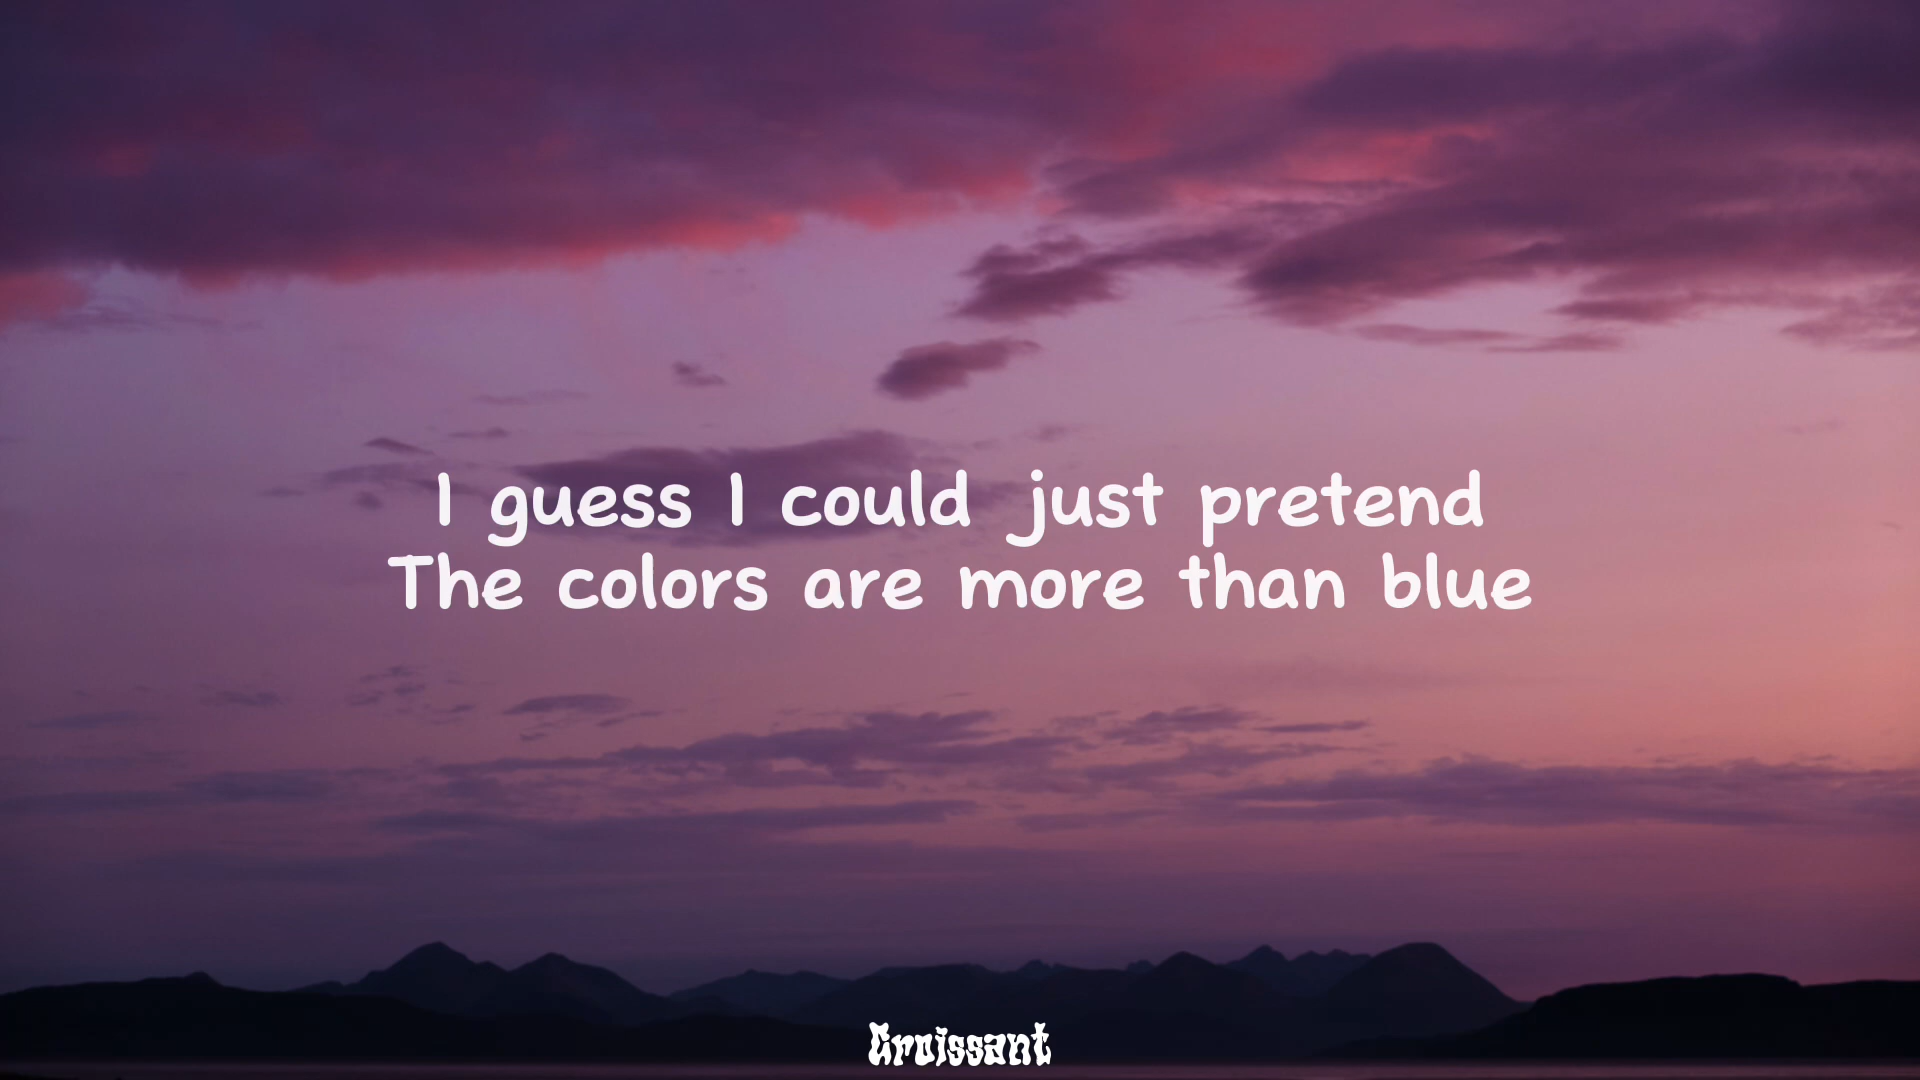 I guess I could just pretend
The colors are more than blue
Croissant